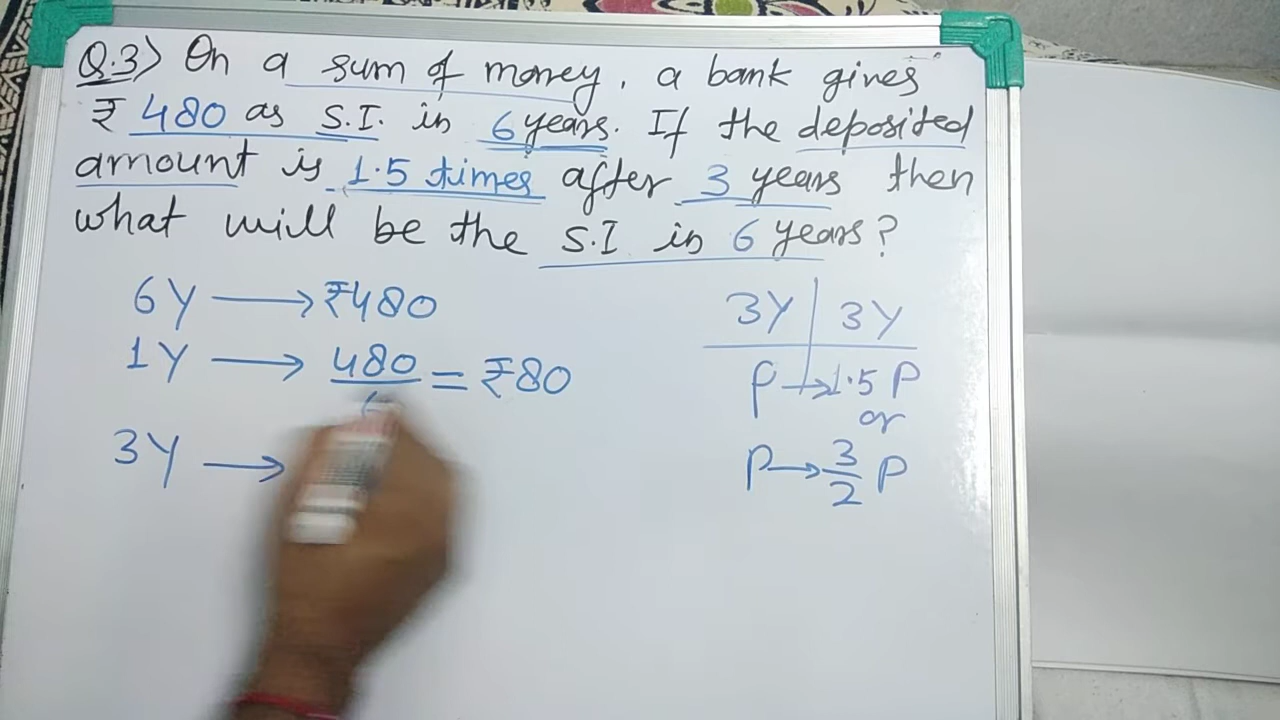 Q.3) On a sum of money, a bank gives
₹ 480 as S.I. in 6 years. If the deposited
amount is 1.5 times after 3 years then
what will be the S.I in 6 years?
6Y → ₹480
1Y → 480/6 = ₹80
3Y →
3Y | 3Y
P → 1.5 P
or
P → 3/2 P